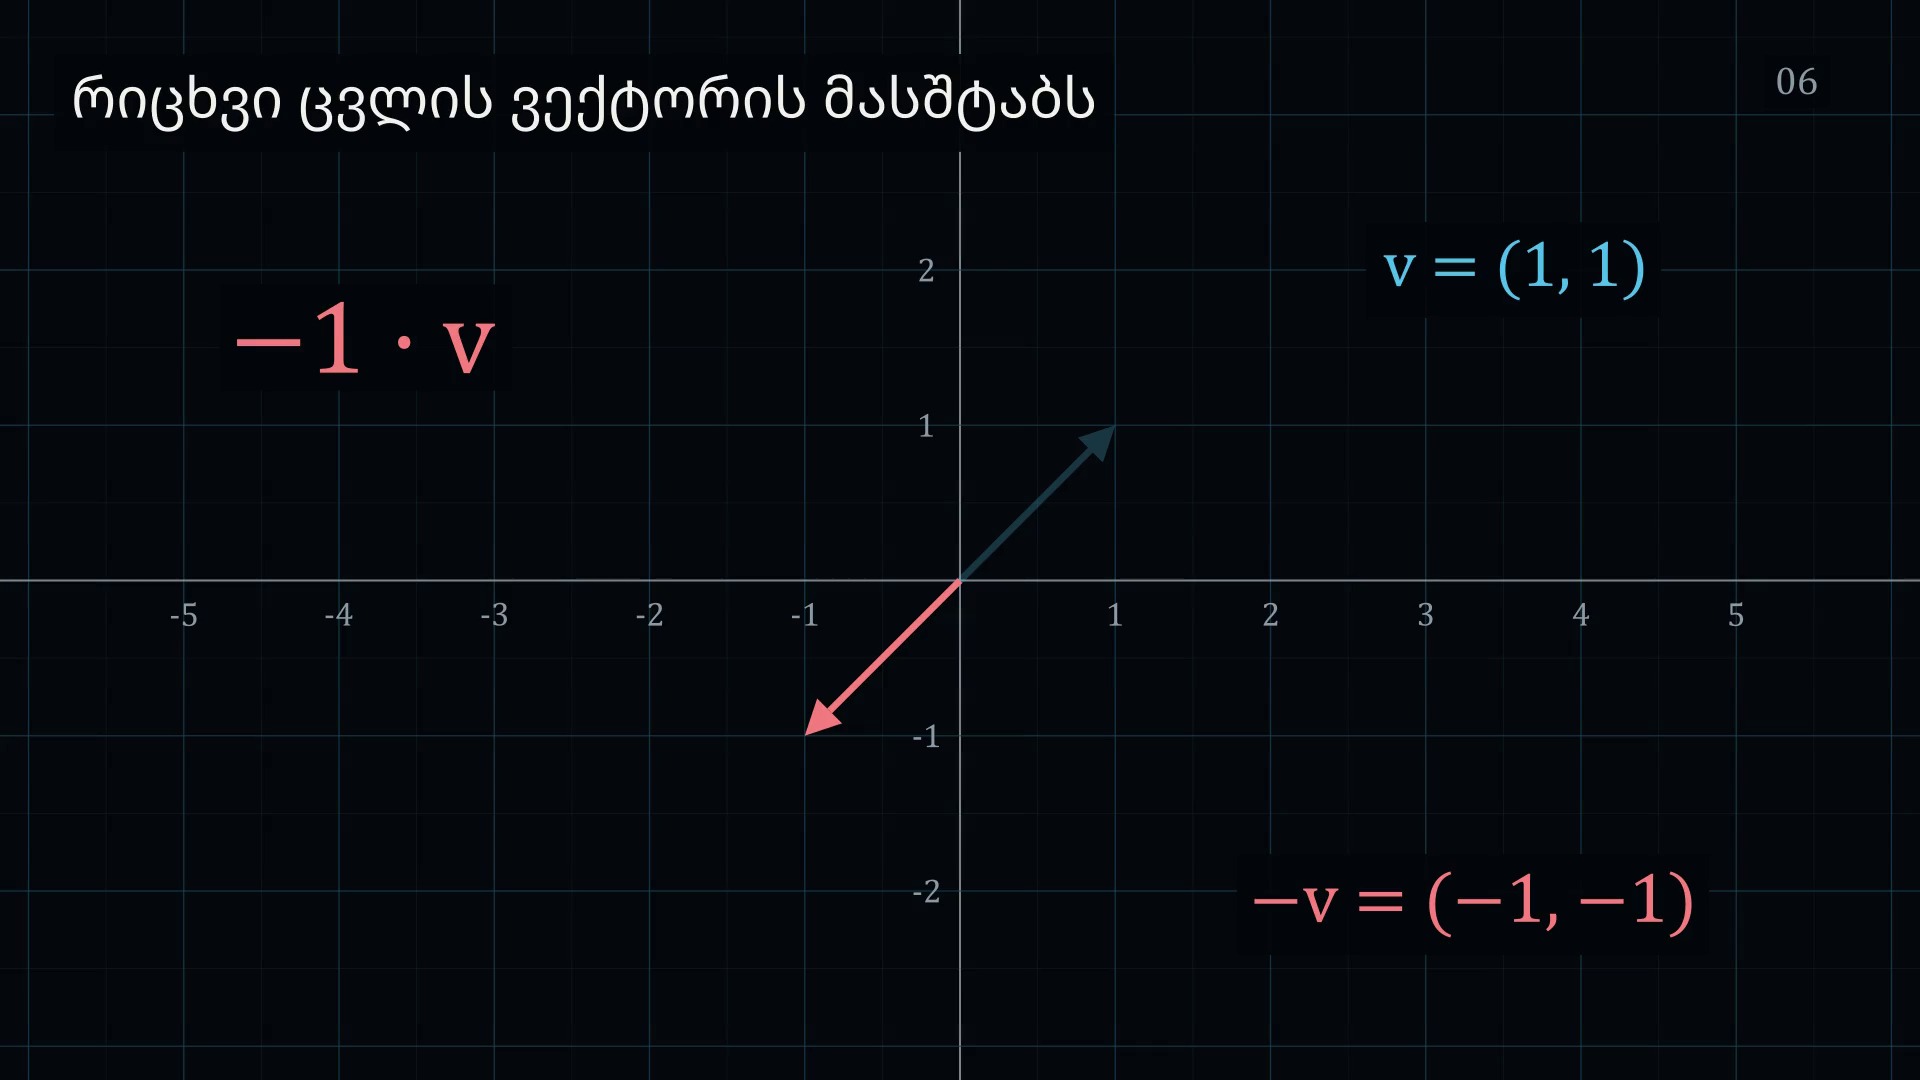 რიცხვი ცვლის ვექტორის მასშტაბს
06
v = (1, 1)
−1 · v
2
1
-5 -4 -3 -2 -1 1 2 3 4 5
-1
-2
−v = (−1, −1)